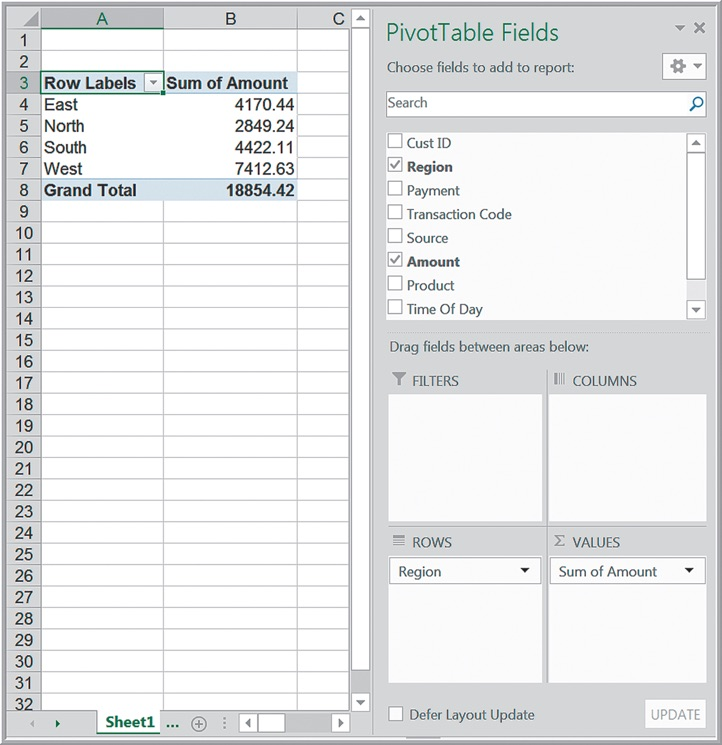 A B C
1
2
3 Row Labels Sum of Amount
4 East 4170.44
5 North 2849.24
6 South 4422.11
7 West 7412.63
8 Grand Total 18854.42
9
10
11
12
13
14
15
16
17
18
19
20
21
22
23
24
25
26
27
28
29
30
31
32
Sheet1 ...
PivotTable Fields
Choose fields to add to report:
Search
Cust ID
Region
Payment
Transaction Code
Source
Amount
Product
Time Of Day
Drag fields between areas below:
FILTERS
COLUMNS
ROWS
Σ VALUES
Region
Sum of Amount
Defer Layout Update
UPDATE